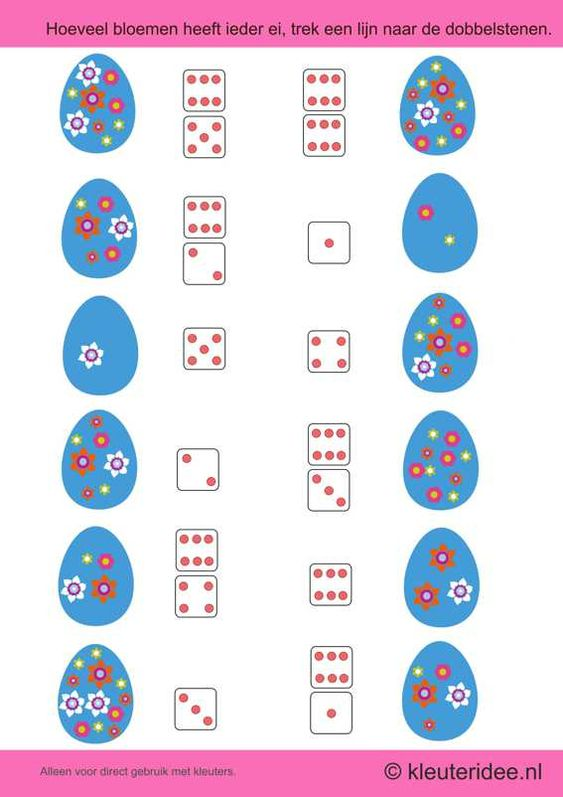 Hoeveel bloemen heeft ieder ei, trek een lijn naar de dobbelstenen.
Alleen voor direct gebruik met kleuters.
© kleuteridee.nl